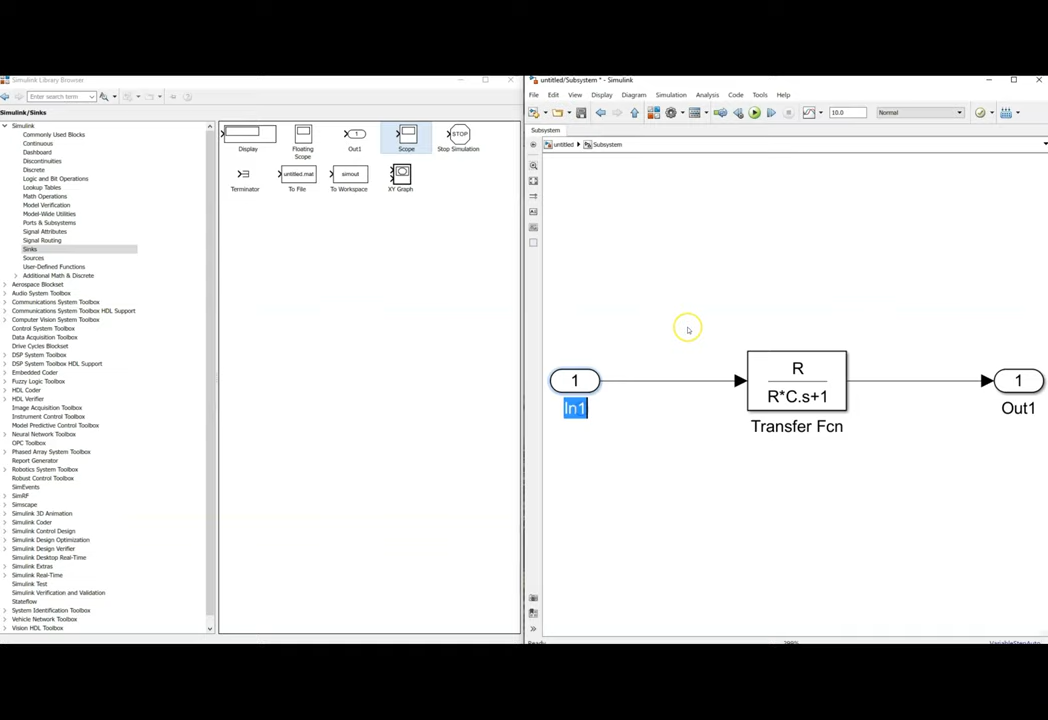 Simulink Library Browser
Enter search term
Simulink/Sinks
Simulink
Commonly Used Blocks
Continuous
Dashboard
Discontinuities
Discrete
Logic and Bit Operations
Lookup Tables
Math Operations
Model Verification
Model-Wide Utilities
Ports & Subsystems
Signal Attributes
Signal Routing
Sinks
Sources
User-Defined Functions
Additional Math & Discrete
Aerospace Blockset
Audio System Toolbox
Communications System Toolbox
Communications System Toolbox HDL Support
Computer Vision System Toolbox
Control System Toolbox
Data Acquisition Toolbox
Drive Cycles Blockset
DSP System Toolbox
DSP System Toolbox HDL Support
Embedded Coder
Fuzzy Logic Toolbox
HDL Coder
HDL Verifier
Image Acquisition Toolbox
Instrument Control Toolbox
Model Predictive Control Toolbox
Neural Network Toolbox
OPC Toolbox
Phased Array System Toolbox
Report Generator
Robotics System Toolbox
Robust Control Toolbox
SimEvents
SimRF
Simscape
Simulink 3D Animation
Simulink Coder
Simulink Control Design
Simulink Design Optimization
Simulink Design Verifier
Simulink Desktop Real-Time
Simulink Extras
Simulink Real-Time
Simulink Test
Simulink Verification and Validation
Stateflow
System Identification Toolbox
Vehicle Network Toolbox
Vision HDL Toolbox
Display
Floating
Scope
1
Out1
Scope
STOP
Stop Simulation
Terminator
untitled.mat
To File
simout
To Workspace
XY Graph
untitled/Subsystem * - Simulink
File Edit View Display Diagram Simulation Analysis Code Tools Help
10.0 Normal
Subsystem
untitled Subsystem
1
In1
R
R*C.s+1
Transfer Fcn
1
Out1